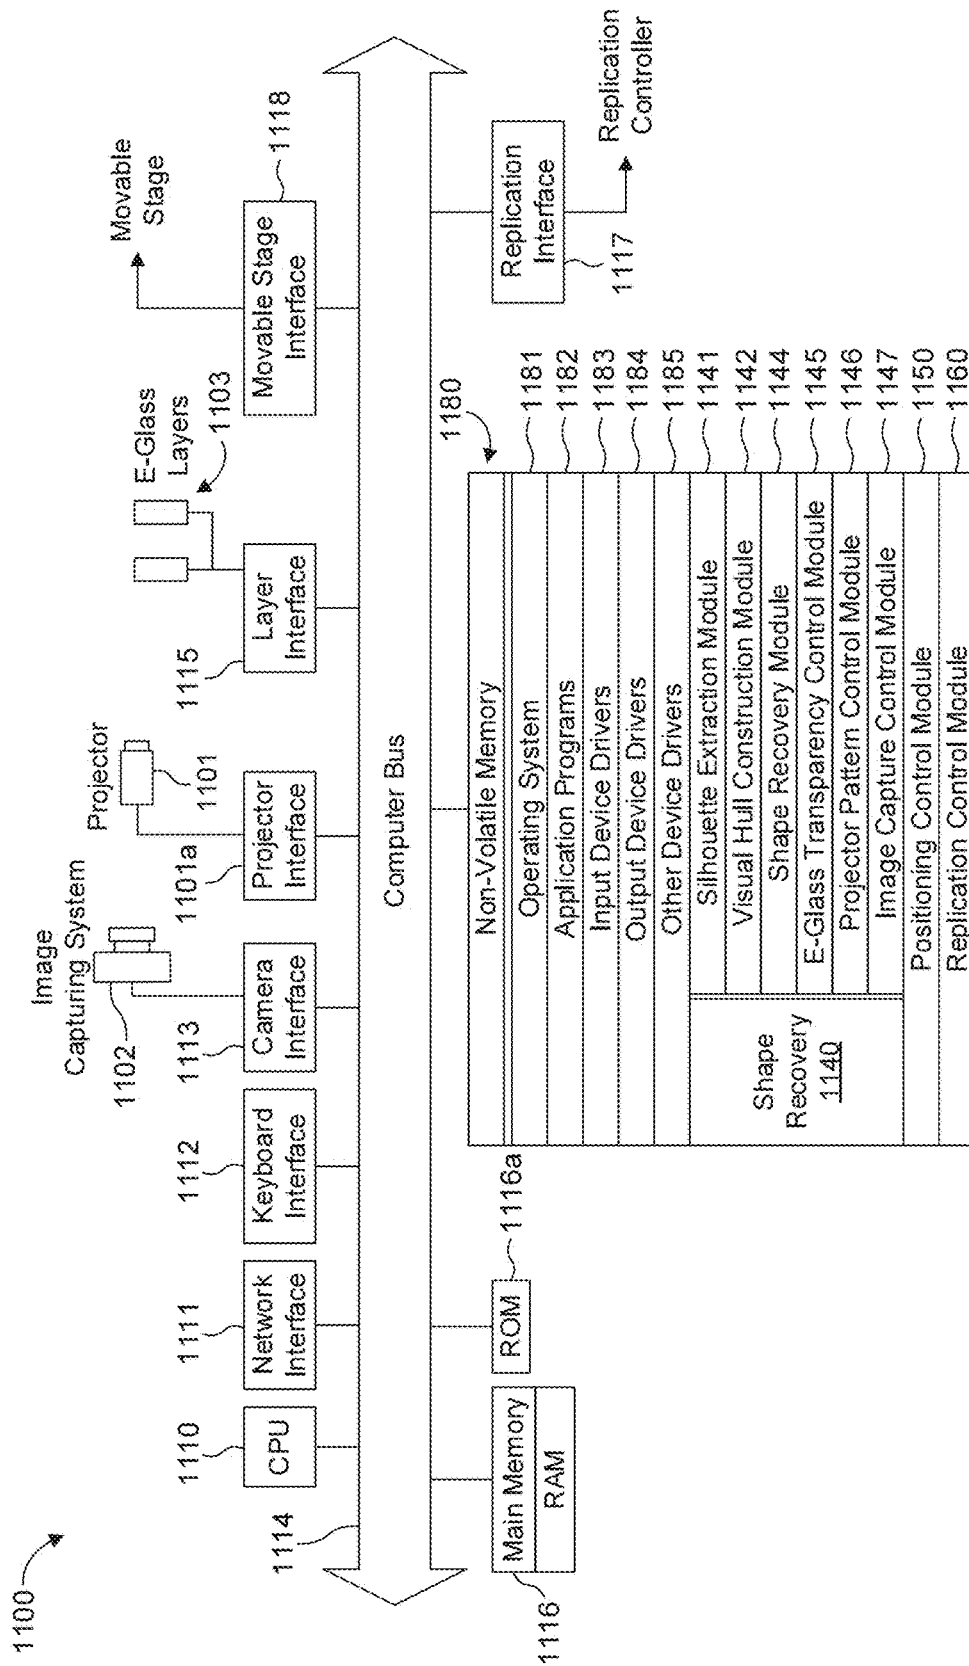 1100
1114
1110
CPU
1111
Network
Interface
1112
Keyboard
Interface
Image
Capturing System
1102
1113
Camera
Interface
Projector
1101
1101a
Projector
Interface
E-Glass
Layers
1103
1115
Layer
Interface
Movable
Stage
Movable Stage
Interface
1118
Computer Bus
Main Memory
RAM
1116
ROM
1116a
Non-Volatile Memory
1180
Operating System
1181
Application Programs
1182
Input Device Drivers
1183
Output Device Drivers
1184
Other Device Drivers
1185
Shape
Recovery
1140
Silhouette Extraction Module
1141
Visual Hull Construction Module
1142
Shape Recovery Module
1144
E-Glass Transparency Control Module
1145
Projector Pattern Control Module
1146
Image Capture Control Module
1147
Positioning Control Module
1150
Replication Control Module
1160
Replication
Interface
1117
Replication
Controller